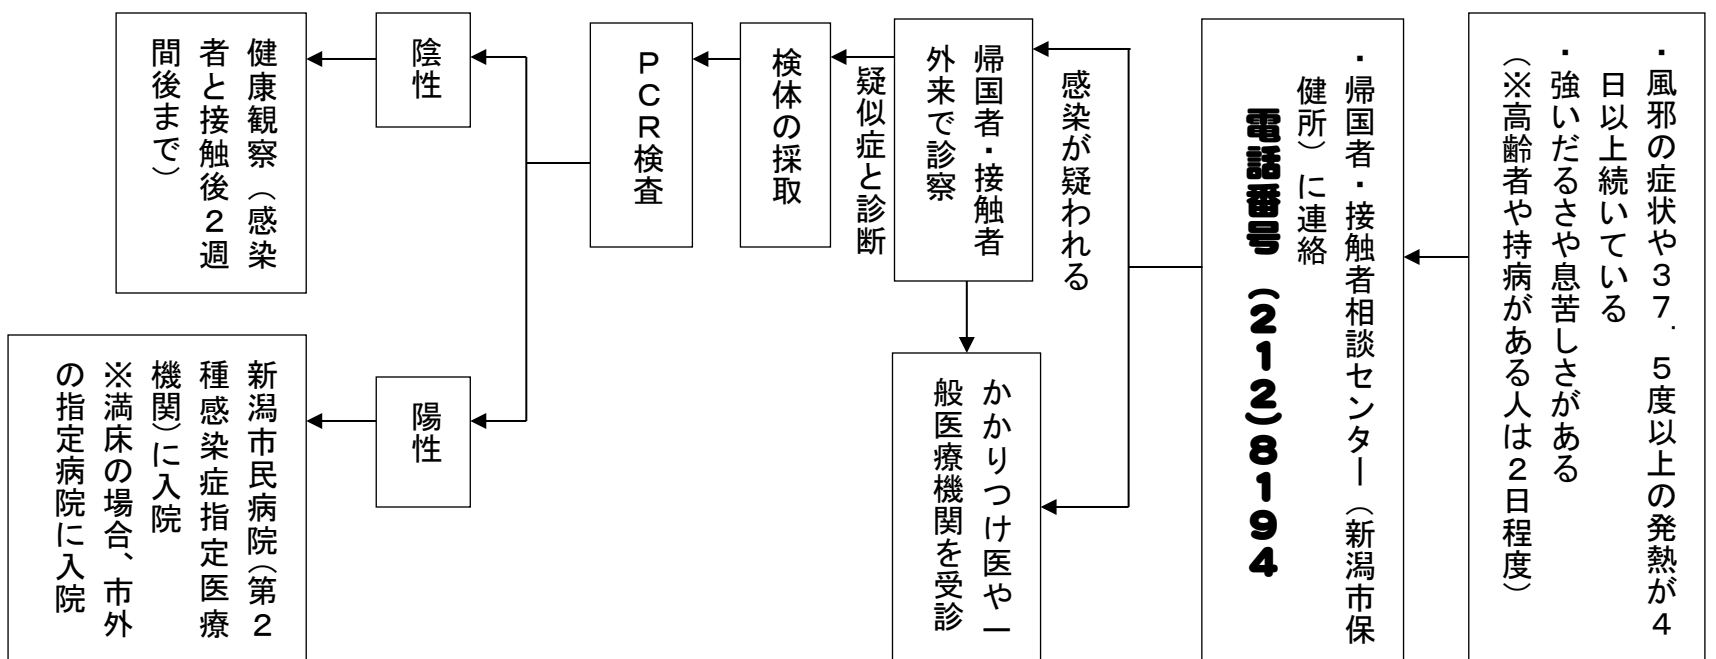 ・風邪の症状や３７．５度以上の発熱が４
日以上続いている
・強いだるさや息苦しさがある
（※高齢者や持病がある人は２日程度）
・帰国者・接触者相談センター（新潟市保
健所）に連絡
電話番号（２１２）８１９４
感染が疑われる
帰国者・接触者
外来で診察
かかりつけ医や一
般医療機関を受診
疑似症と診断
検体の採取
ＰＣＲ検査
陰性
健康観察（感染
者と接触後２週
間後まで）
陽性
新潟市民病院（第２
種感染症指定医療
機関）に入院
※満床の場合、市外
の指定病院に入院